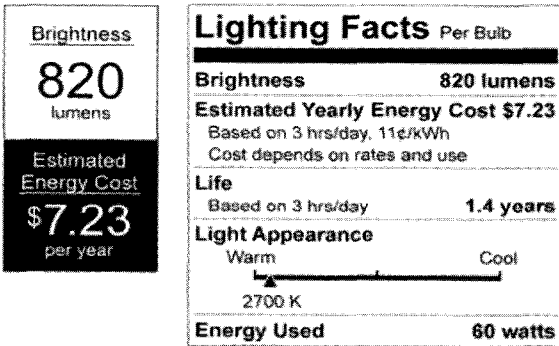 Brightness
820
lumens
Estimated
Energy Cost
$7.23
per year
Lighting Facts Per Bulb
Brightness 820 lumens
Estimated Yearly Energy Cost $7.23
Based on 3 hrs/day, 11¢/kWh
Cost depends on rates and use
Life
Based on 3 hrs/day 1.4 years
Light Appearance
Warm Cool
2700 K
Energy Used 60 watts